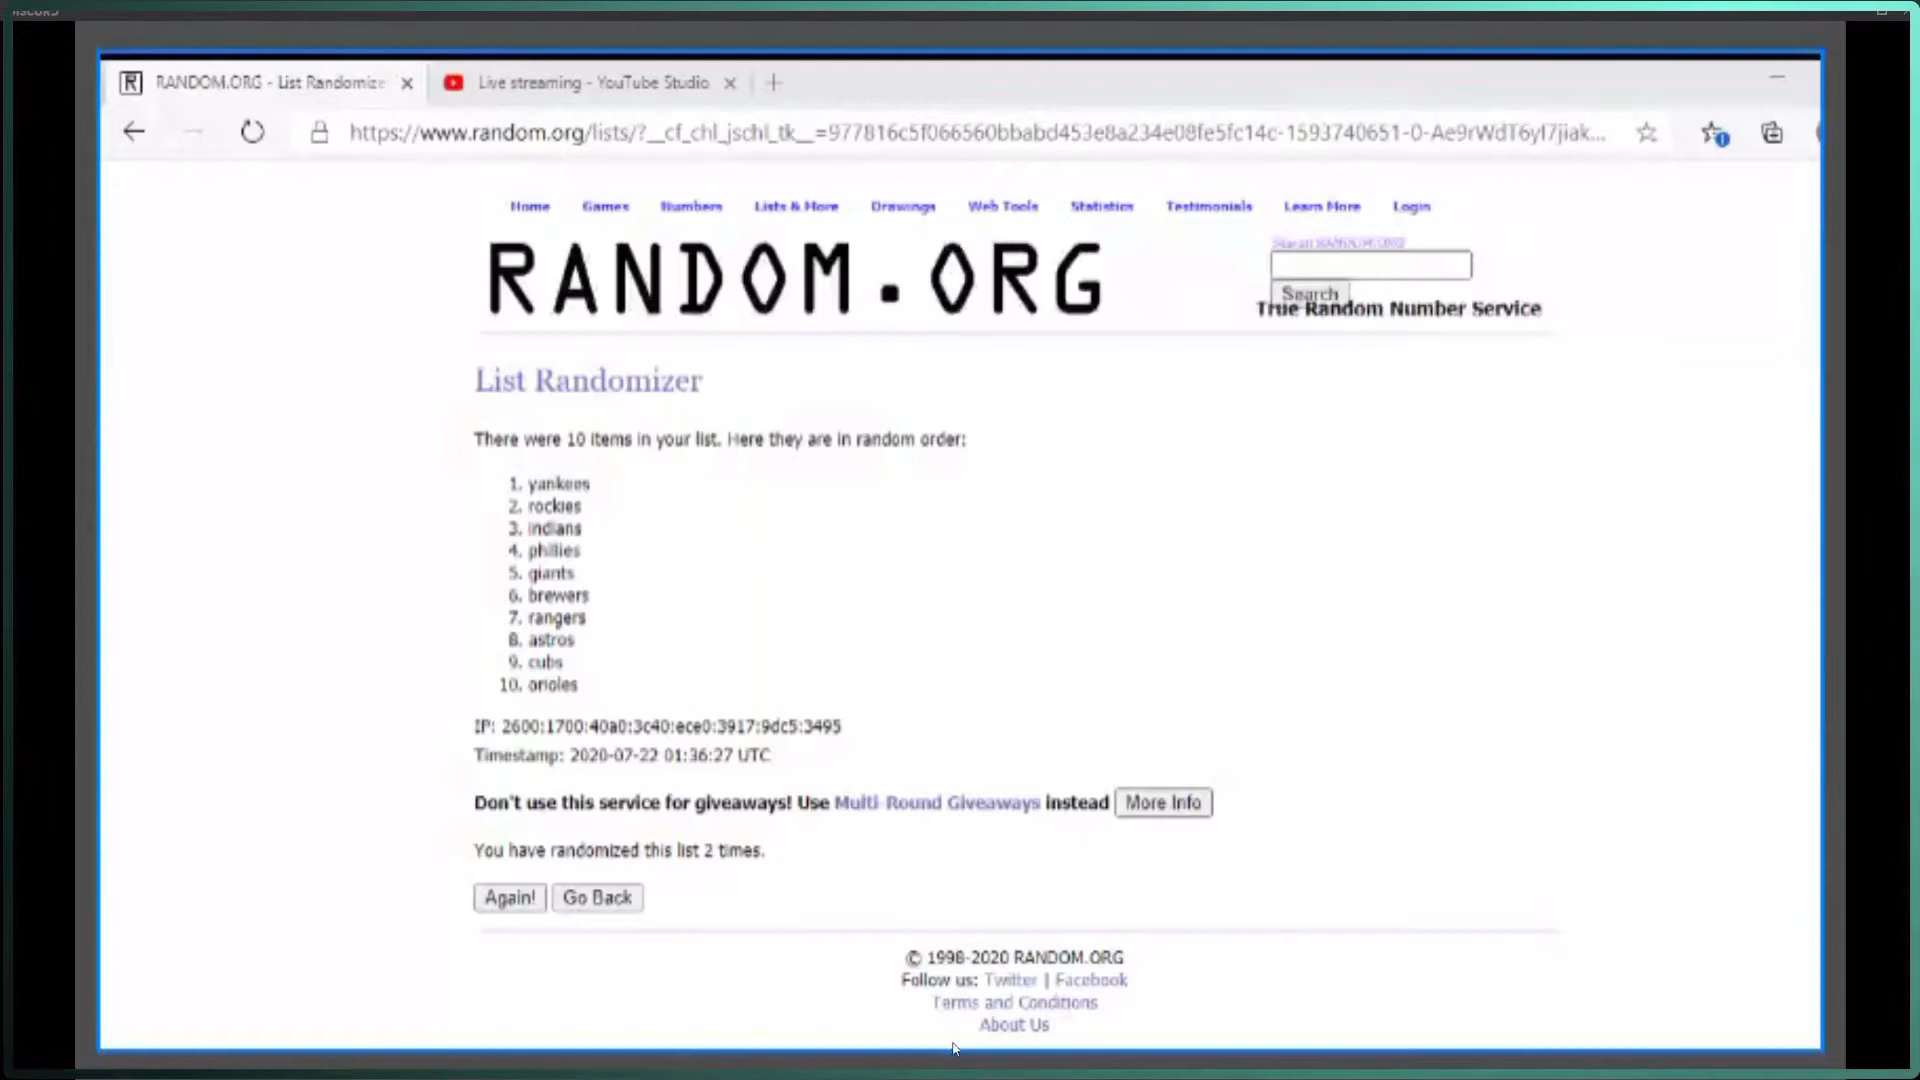 RANDOM.ORG - List Randomize
Live streaming - YouTube Studio
https://www.random.org/lists/?__cf_chl_jschl_tk__=977816c5f066560bbabd453e8a234e08fe5fc14c-1593740651-0-Ae9rWdT6yI7jiak...
Home Games Numbers Lists & More Drawings Web Tools Statistics Testimonials Learn More Login
RANDOM.ORG
Search RANDOM.ORG
Search
True Random Number Service
List Randomizer
There were 10 items in your list. Here they are in random order:
1. yankees
2. rockies
3. indians
4. phillies
5. giants
6. brewers
7. rangers
8. astros
9. cubs
10. orioles
IP: 2600:1700:40a0:3c40:ece0:3917:9dc5:3495
Timestamp: 2020-07-22 01:36:27 UTC
Don't use this service for giveaways! Use Multi-Round Giveaways instead More Info
You have randomized this list 2 times.
Again! Go Back
© 1998-2020 RANDOM.ORG
Follow us: Twitter | Facebook
Terms and Conditions
About Us